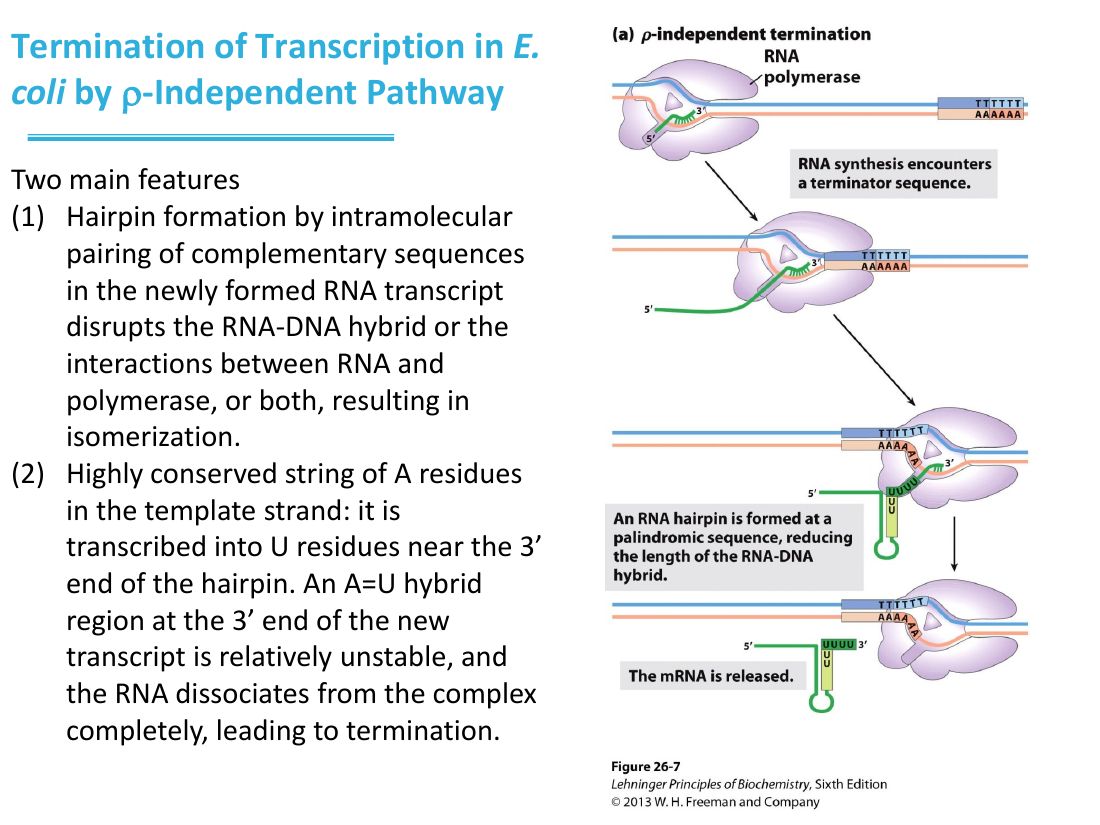 Termination of Transcription in E.
coli by ρ-Independent Pathway
Two main features
(1) Hairpin formation by intramolecular
pairing of complementary sequences
in the newly formed RNA transcript
disrupts the RNA-DNA hybrid or the
interactions between RNA and
polymerase, or both, resulting in
isomerization.
(2) Highly conserved string of A residues
in the template strand: it is
transcribed into U residues near the 3’
end of the hairpin. An A=U hybrid
region at the 3’ end of the new
transcript is relatively unstable, and
the RNA dissociates from the complex
completely, leading to termination.
(a) ρ-independent termination
RNA
polymerase
TTTTTT
AAAAAA
3′
5′
RNA synthesis encounters
a terminator sequence.
TTTTTT
AAAAAA
3′
5′
TTTTTT
AAAAAA
3′
5′
UUUU
U
U
An RNA hairpin is formed at a
palindromic sequence, reducing
the length of the RNA-DNA
hybrid.
TTTTTT
AAAAAA
5′
UUUU 3′
U
U
The mRNA is released.
Figure 26-7
Lehninger Principles of Biochemistry, Sixth Edition
© 2013 W. H. Freeman and Company